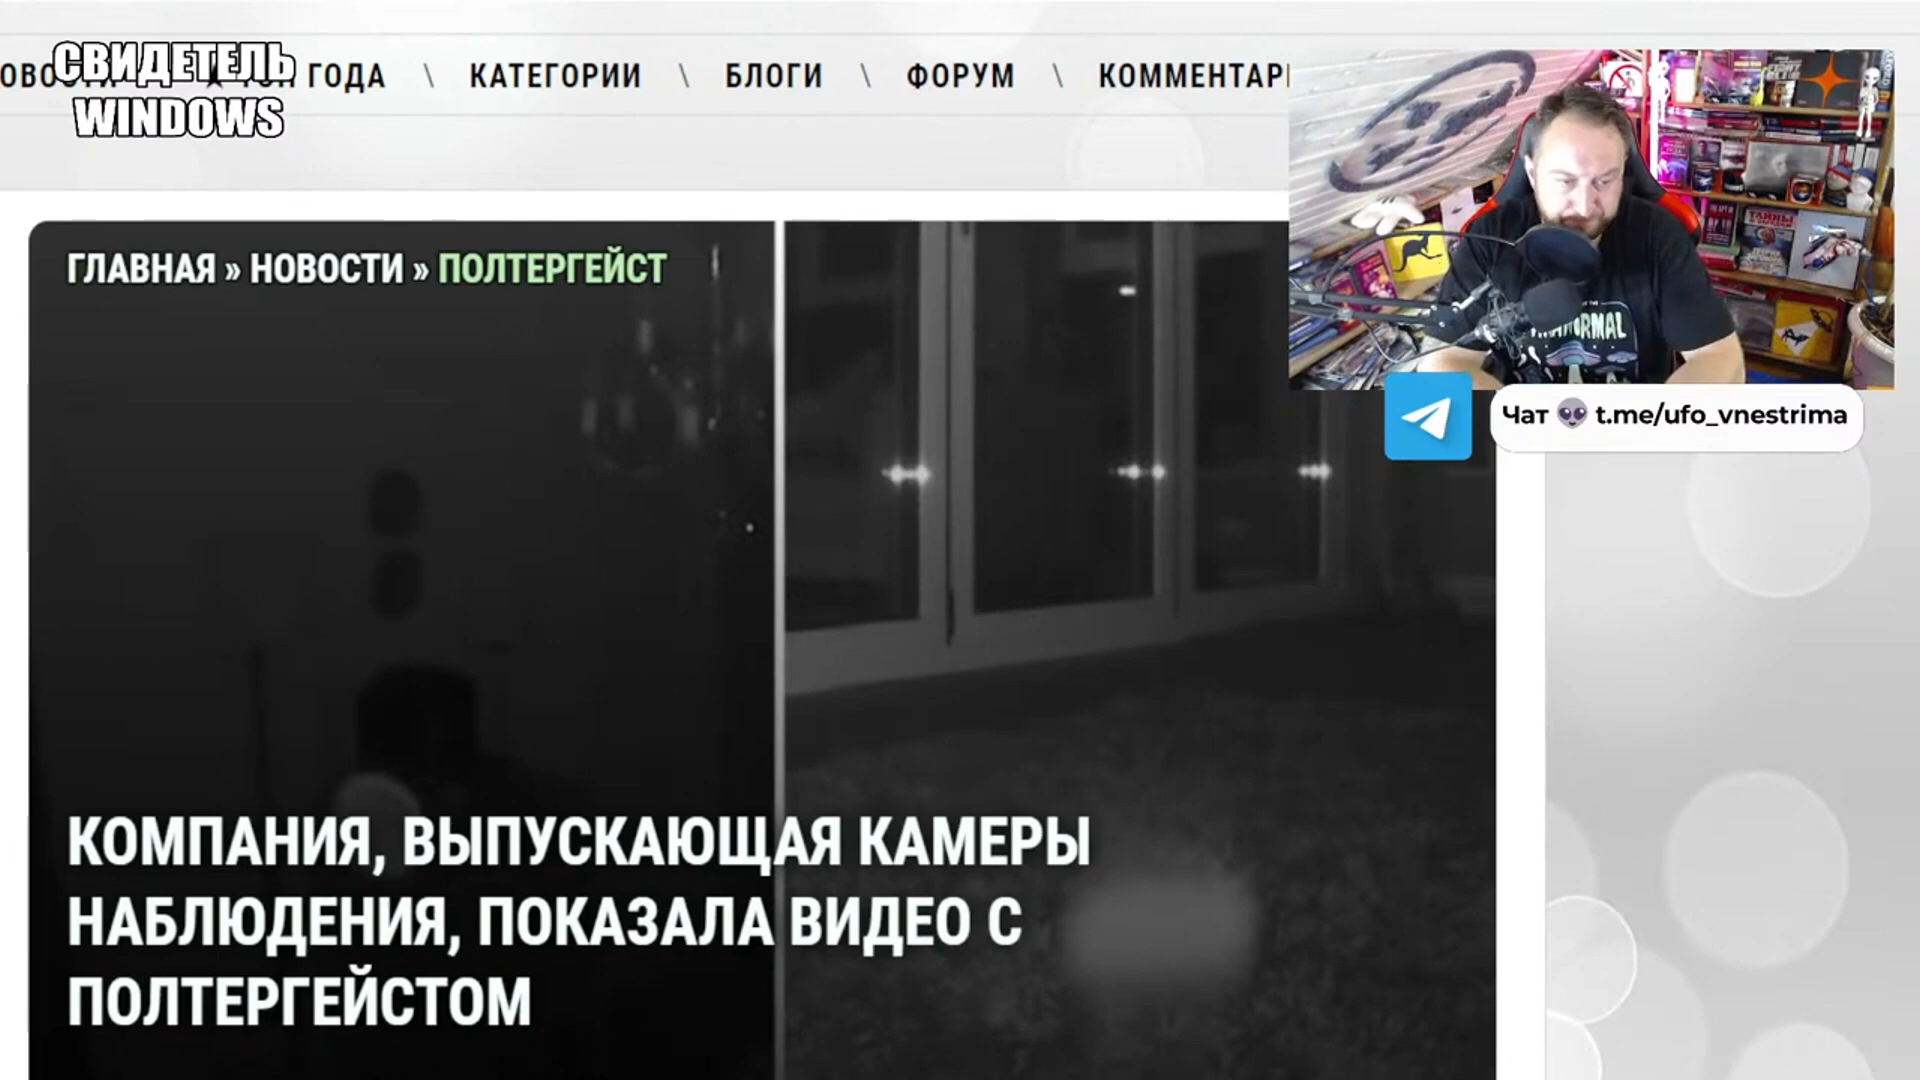 СВИДЕТЕЛЬ
WINDOWS
ГОДА \ КАТЕГОРИИ \ БЛОГИ \ ФОРУМ \ КОММЕНТАР
ГЛАВНАЯ » НОВОСТИ » ПОЛТЕРГЕЙСТ
Чат 👽 t.me/ufo_vnestrima
КОМПАНИЯ, ВЫПУСКАЮЩАЯ КАМЕРЫ
НАБЛЮДЕНИЯ, ПОКАЗАЛА ВИДЕО С
ПОЛТЕРГЕЙСТОМ